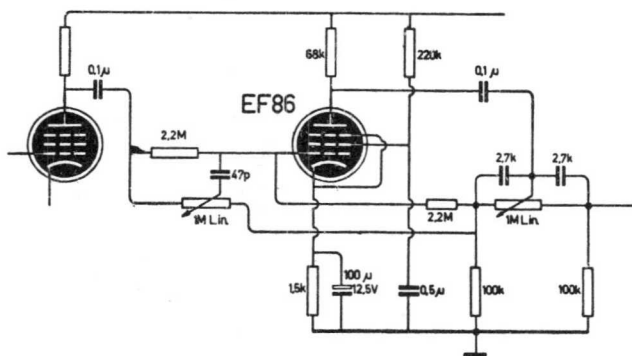 68k
220k
0,1µ
0,1µ
EF86
2,2M
47p
2,7k
2,7k
1M Lin.
2,2M
1M Lin.
1,5k
100 µ
12,5V
0,5µ
100k
100k